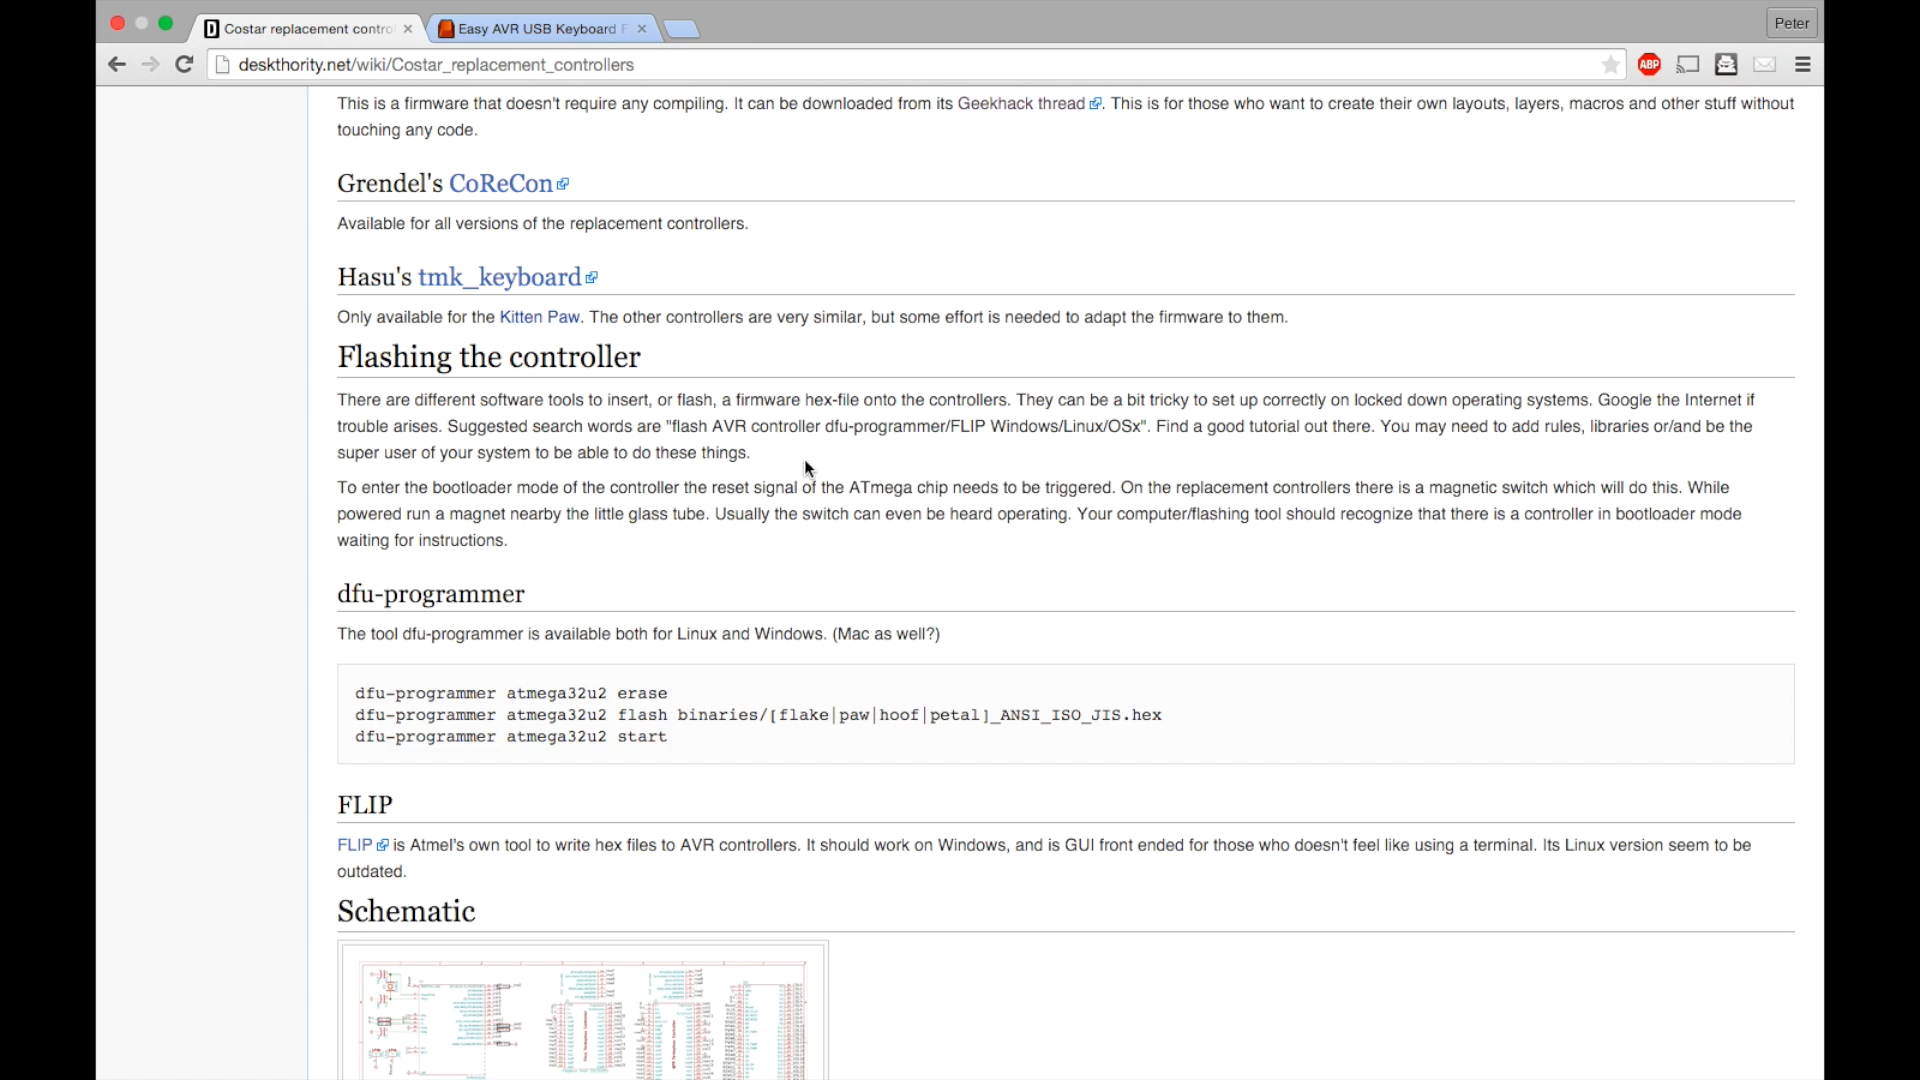 Costar replacement contro
Easy AVR USB Keyboard F
Peter
deskthority.net/wiki/Costar_replacement_controllers
ABP
This is a firmware that doesn't require any compiling. It can be downloaded from its Geekhack thread. This is for those who want to create their own layouts, layers, macros and other stuff without
touching any code.
Grendel's CoReCon
Available for all versions of the replacement controllers.
Hasu's tmk_keyboard
Only available for the Kitten Paw. The other controllers are very similar, but some effort is needed to adapt the firmware to them.
Flashing the controller
There are different software tools to insert, or flash, a firmware hex-file onto the controllers. They can be a bit tricky to set up correctly on locked down operating systems. Google the Internet if
trouble arises. Suggested search words are "flash AVR controller dfu-programmer/FLIP Windows/Linux/OSx". Find a good tutorial out there. You may need to add rules, libraries or/and be the
super user of your system to be able to do these things.
To enter the bootloader mode of the controller the reset signal of the ATmega chip needs to be triggered. On the replacement controllers there is a magnetic switch which will do this. While
powered run a magnet nearby the little glass tube. Usually the switch can even be heard operating. Your computer/flashing tool should recognize that there is a controller in bootloader mode
waiting for instructions.
dfu-programmer
The tool dfu-programmer is available both for Linux and Windows. (Mac as well?)
dfu-programmer atmega32u2 erase
dfu-programmer atmega32u2 flash binaries/[flake|paw|hoof|petal]_ANSI_ISO_JIS.hex
dfu-programmer atmega32u2 start
FLIP
FLIP is Atmel's own tool to write hex files to AVR controllers. It should work on Windows, and is GUI front ended for those who doesn't feel like using a terminal. Its Linux version seem to be
outdated.
Schematic